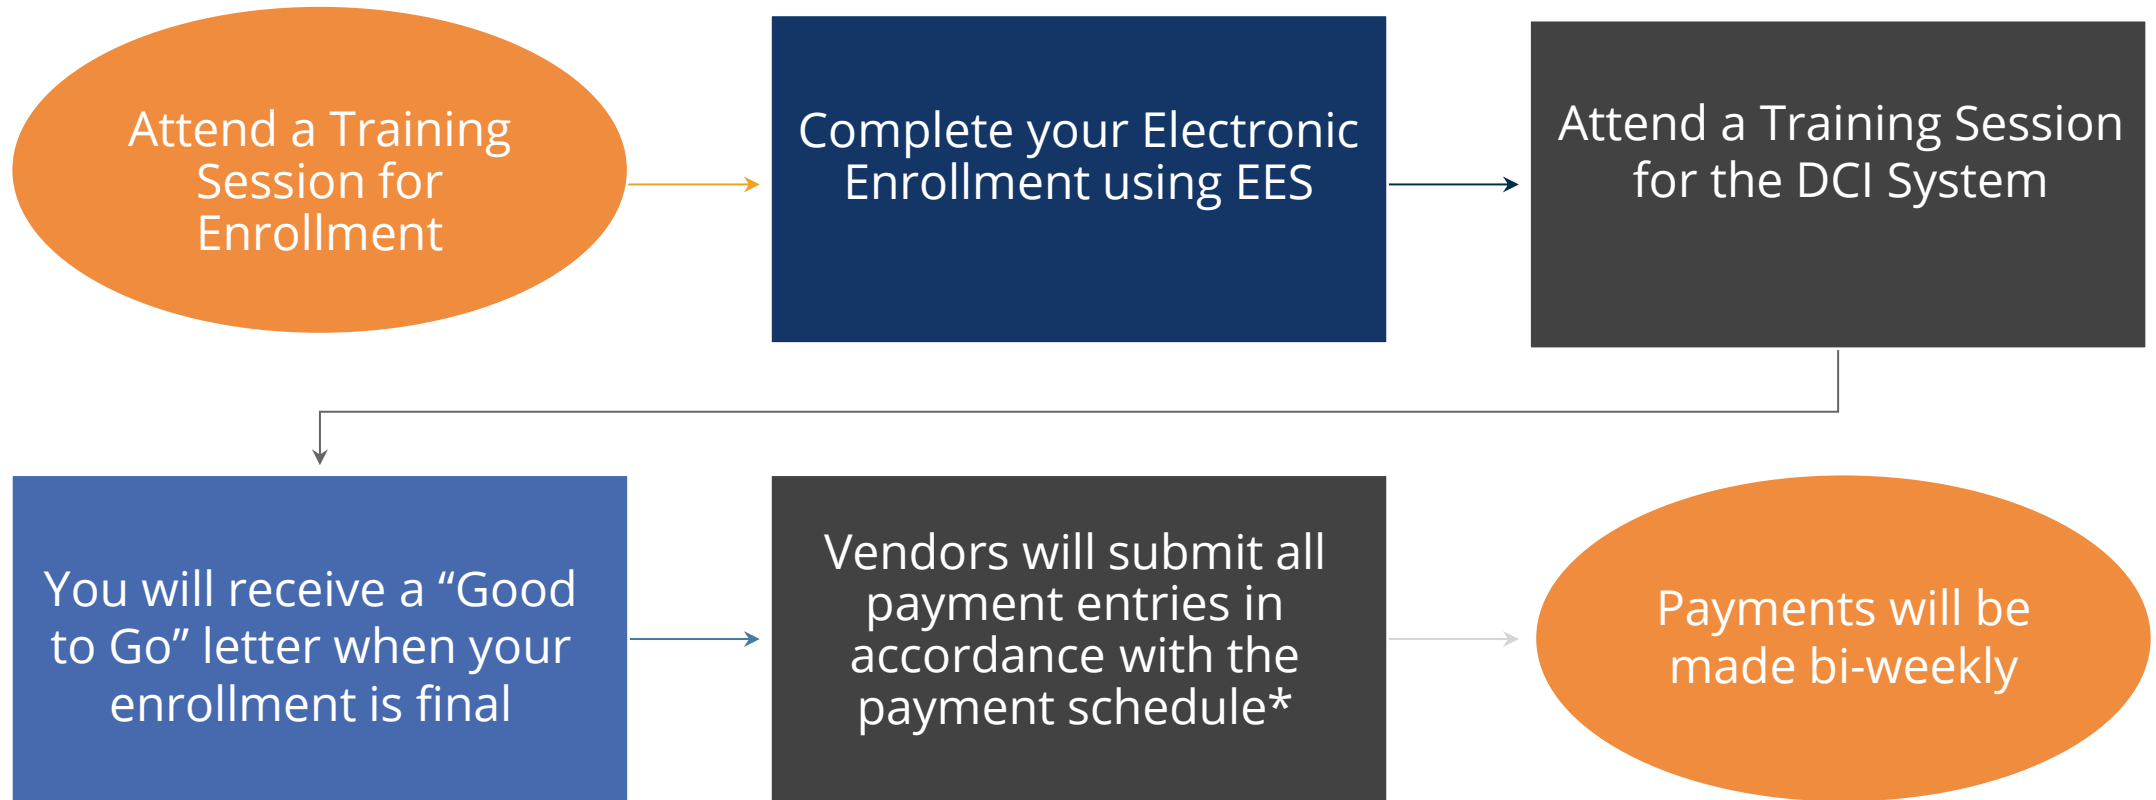 Attend a Training
Session for
Enrollment
Complete your Electronic
Enrollment using EES
Attend a Training Session
for the DCI System
You will receive a “Good
to Go” letter when your
enrollment is final
Vendors will submit all
payment entries in
accordance with the
payment schedule*
Payments will be
made bi-weekly